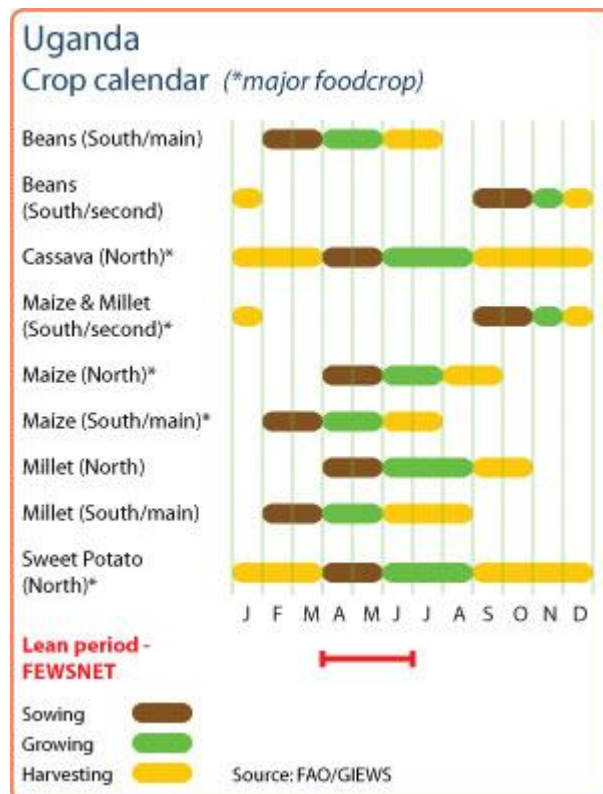 Uganda
Crop calendar (*major foodcrop)
Beans (South/main)
Beans
(South/second)
Cassava (North)*
Maize & Millet
(South/second)*
Maize (North)*
Maize (South/main)*
Millet (North)
Millet (South/main)
Sweet Potato
(North)*
J F M A M J J A S O N D
Lean period -
FEWSNET
Sowing
Growing
Harvesting
Source: FAO/GIEWS